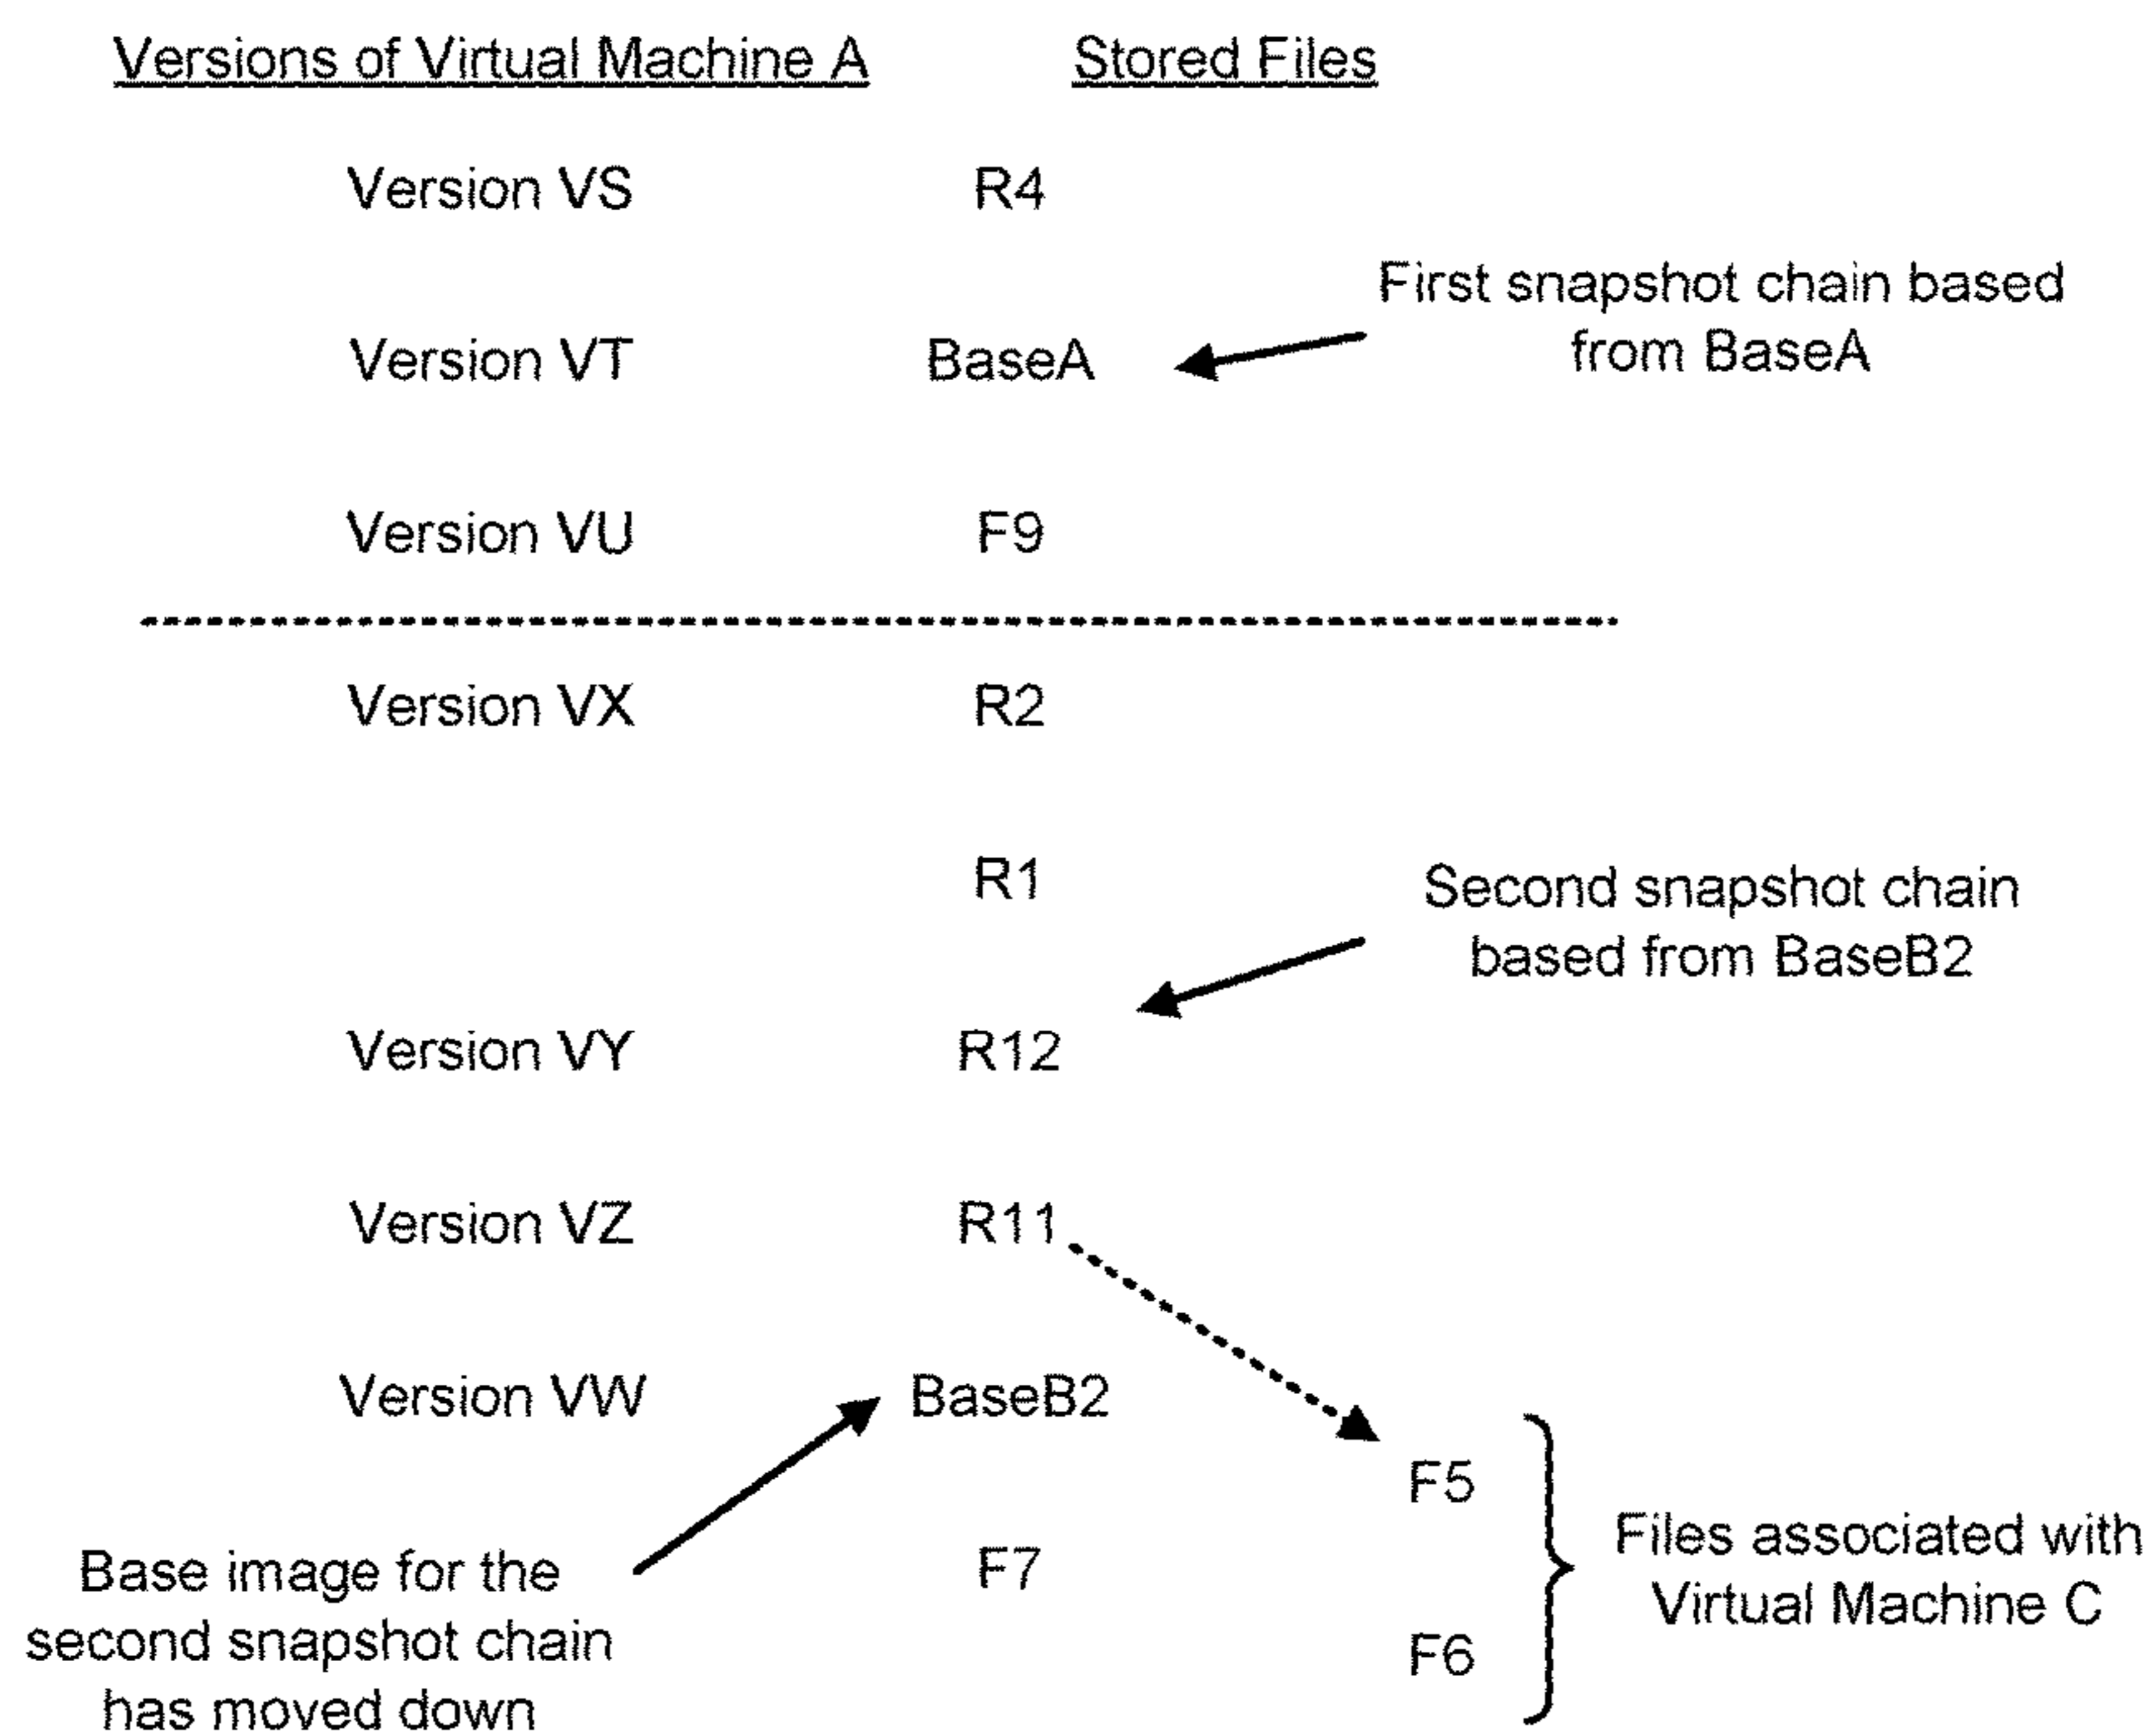 Versions of Virtual Machine A Stored Files
Version VS R4
First snapshot chain based
from BaseA
Version VT BaseA
Version VU F9
Version VX R2
R1
Second snapshot chain
based from BaseB2
Version VY R12
Version VZ R11
Version VW BaseB2
F5
Base image for the
second snapshot chain
has moved down
F7
Files associated with
Virtual Machine C
F6